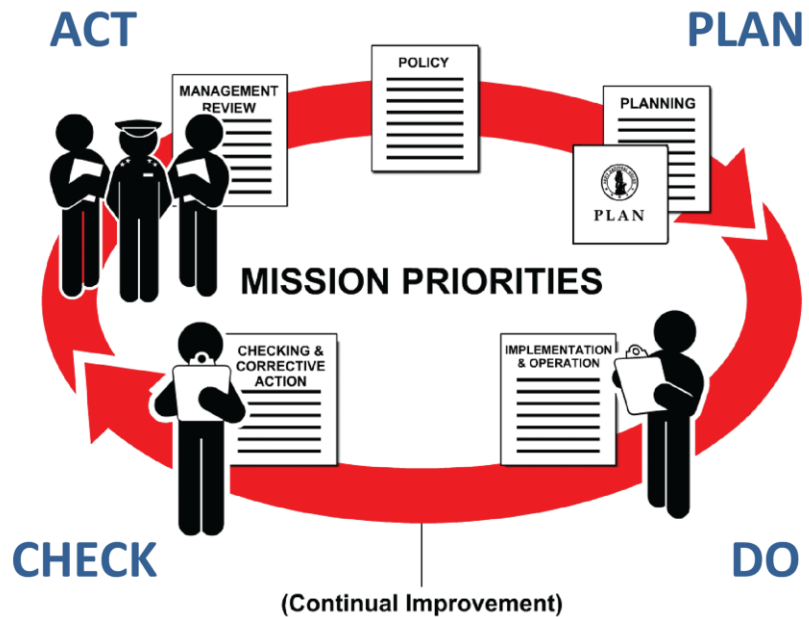 ACT
PLAN
POLICY
MANAGEMENT
REVIEW
PLANNING
PLAN
MISSION PRIORITIES
CHECKING &
CORRECTIVE
ACTION
IMPLEMENTATION
& OPERATION
CHECK
DO
(Continual Improvement)